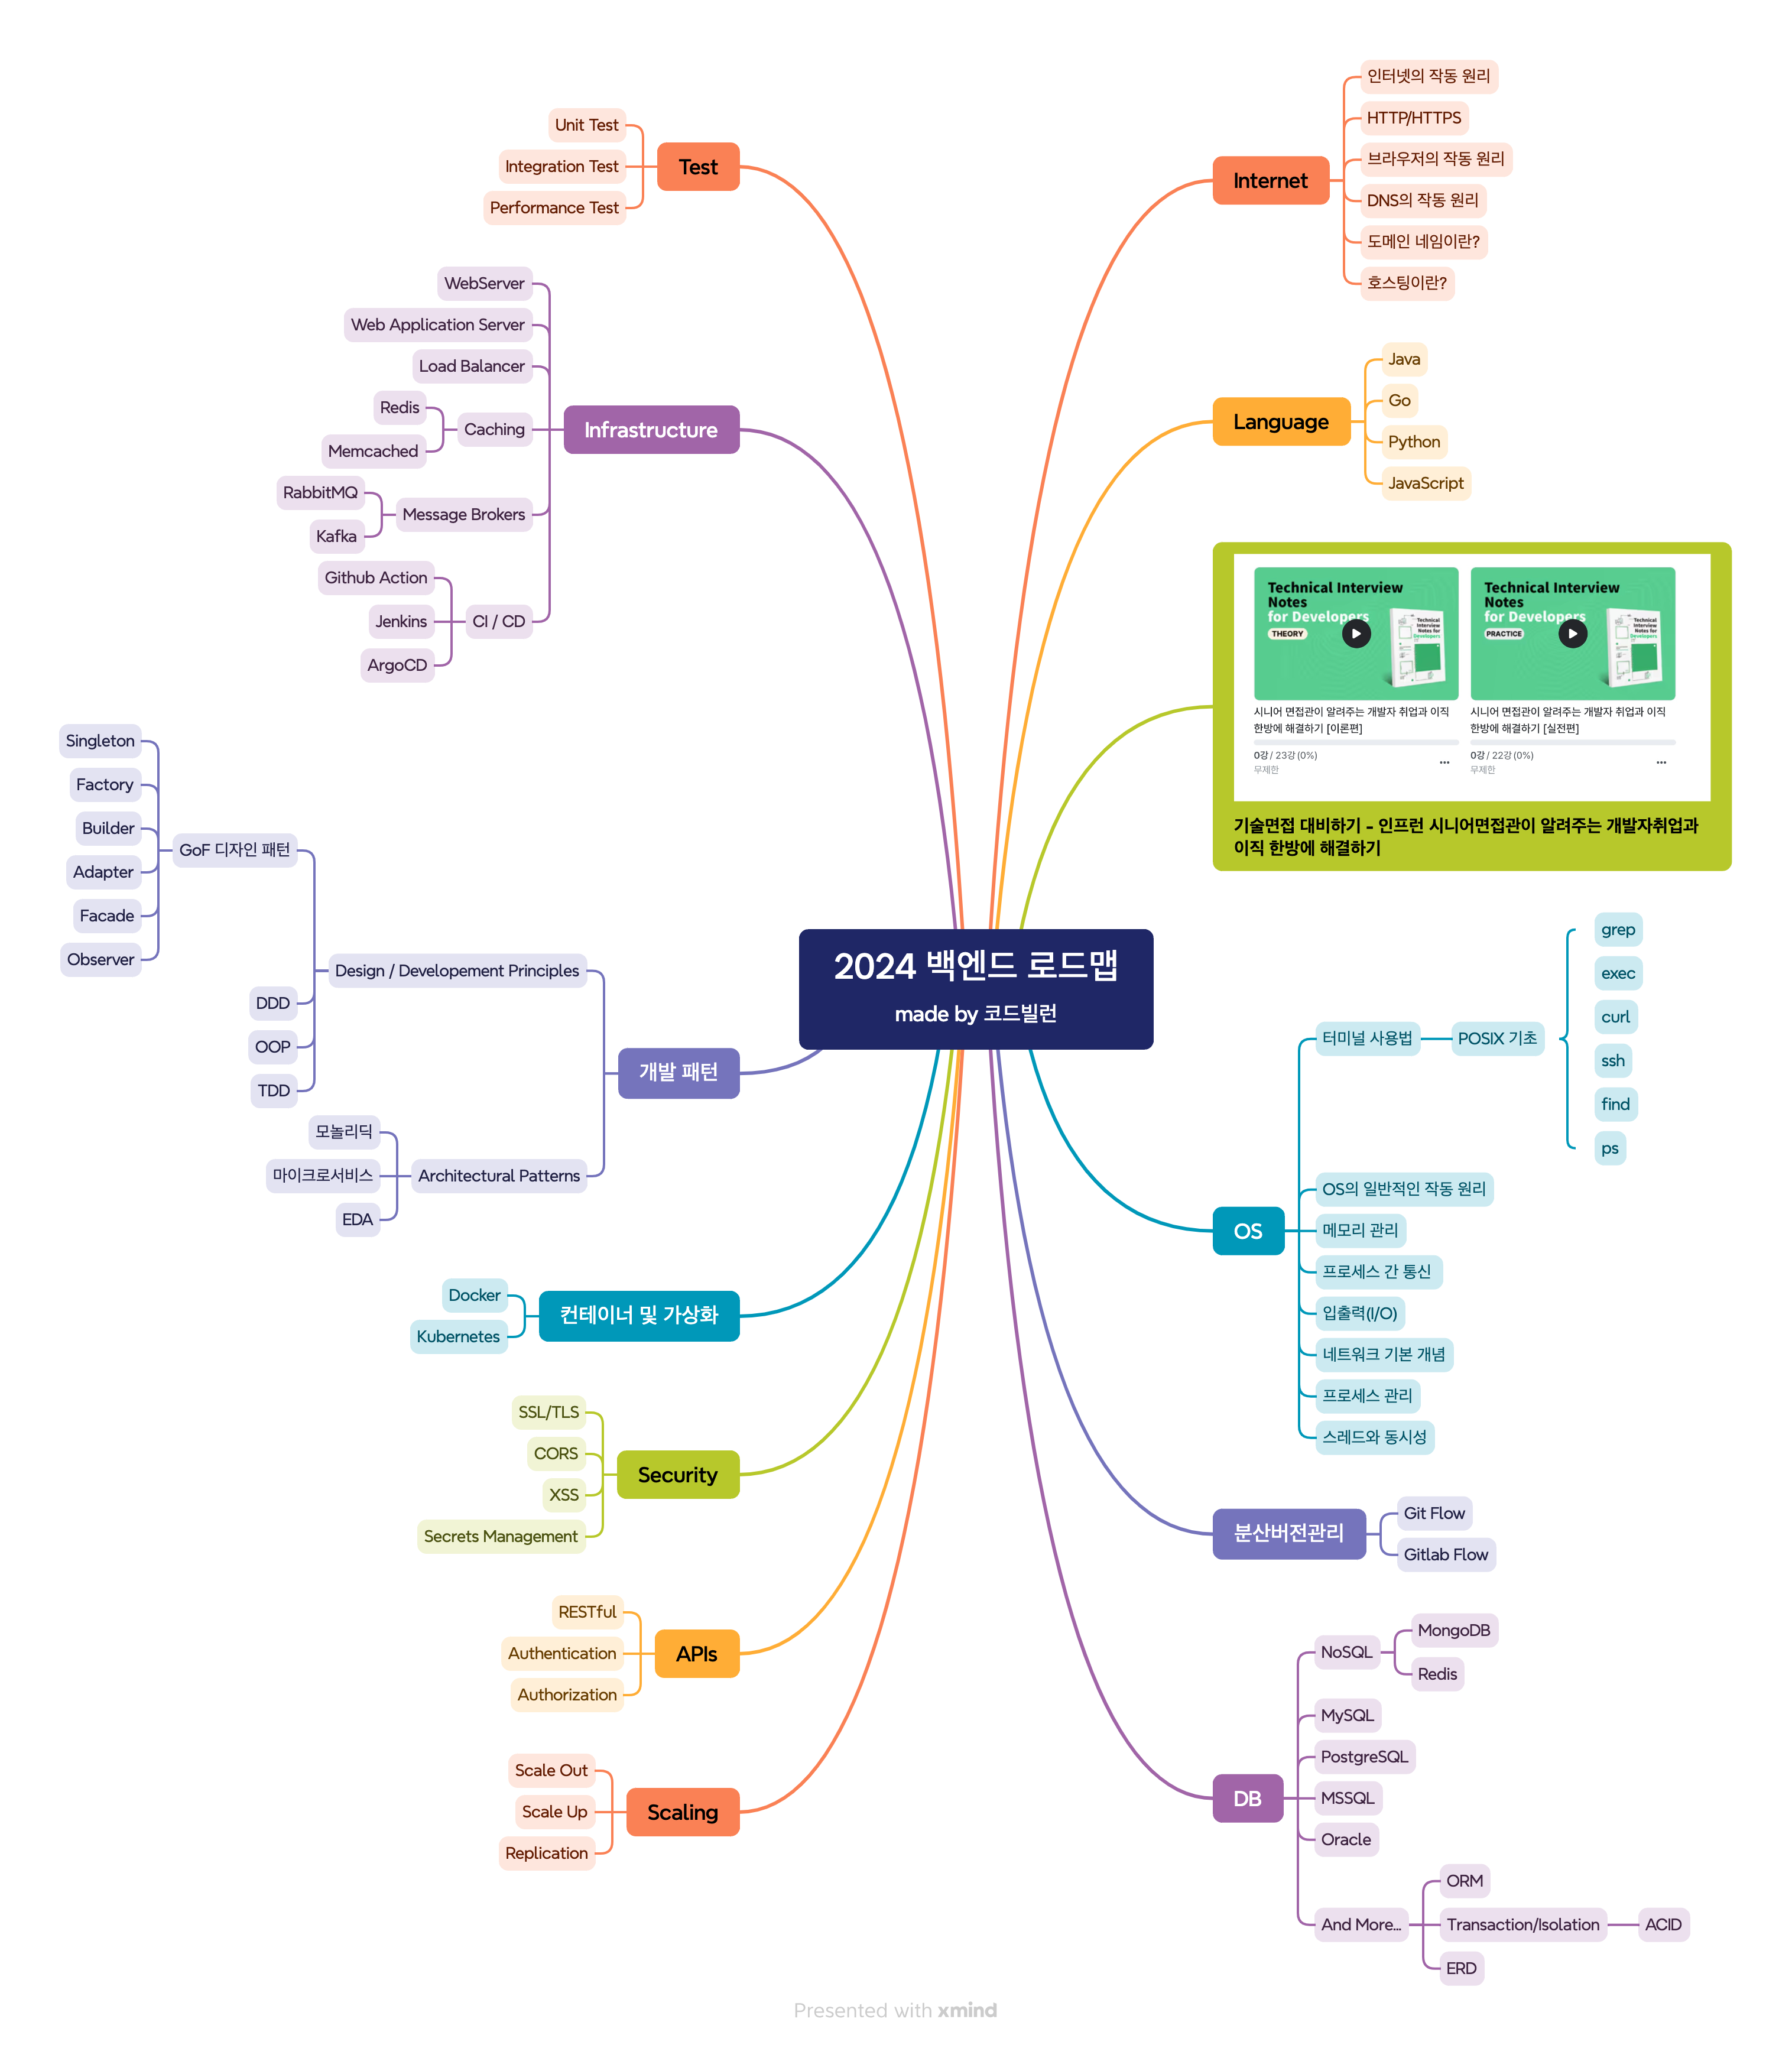 2024 백엔드 로드맵
made by 코드빌런
Internet
인터넷의 작동 원리
HTTP/HTTPS
브라우저의 작동 원리
DNS의 작동 원리
도메인 네임이란?
호스팅이란?
Language
Java
Go
Python
JavaScript
Technical Interview
Notes
for Developers
THEORY
Technical
Interview
Notes for
Developers
시니어 면접관이 알려주는 개발자 취업과 이직
한방에 해결하기 [이론편]
0강 / 23강 (0%)
무제한
Technical Interview
Notes
for Developers
PRACTICE
Technical
Interview
Notes for
Developers
시니어 면접관이 알려주는 개발자 취업과 이직
한방에 해결하기 [실전편]
0강 / 22강 (0%)
무제한
기술면접 대비하기 - 인프런 시니어면접관이 알려주는 개발자취업과
이직 한방에 해결하기
OS
터미널 사용법
POSIX 기초
grep
exec
curl
ssh
find
ps
OS의 일반적인 작동 원리
메모리 관리
프로세스 간 통신
입출력(I/O)
네트워크 기본 개념
프로세스 관리
스레드와 동시성
분산버전관리
Git Flow
Gitlab Flow
DB
NoSQL
MongoDB
Redis
MySQL
PostgreSQL
MSSQL
Oracle
And More...
ORM
Transaction/Isolation
ACID
ERD
Test
Unit Test
Integration Test
Performance Test
Infrastructure
WebServer
Web Application Server
Load Balancer
Caching
Redis
Memcached
Message Brokers
RabbitMQ
Kafka
CI / CD
Github Action
Jenkins
ArgoCD
개발 패턴
Design / Developement Principles
GoF 디자인 패턴
Singleton
Factory
Builder
Adapter
Facade
Observer
DDD
OOP
TDD
Architectural Patterns
모놀리딕
마이크로서비스
EDA
컨테이너 및 가상화
Docker
Kubernetes
Security
SSL/TLS
CORS
XSS
Secrets Management
APIs
RESTful
Authentication
Authorization
Scaling
Scale Out
Scale Up
Replication
Presented with xmind